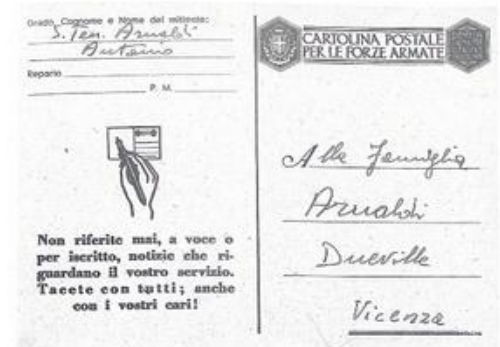 Grado, Cognome e Nome del mittente:
S. Ten. Arnaldi
Antonio
Reparto
P. M.
Non riferite mai, a voce o
per iscritto, notizie che ri-
guardano il vostro servizio.
Tacete con tutti; anche
con i vostri cari!
CARTOLINA POSTALE
PER LE FORZE ARMATE
Alla Famiglia
Arnaldi
Dueville
Vicenza